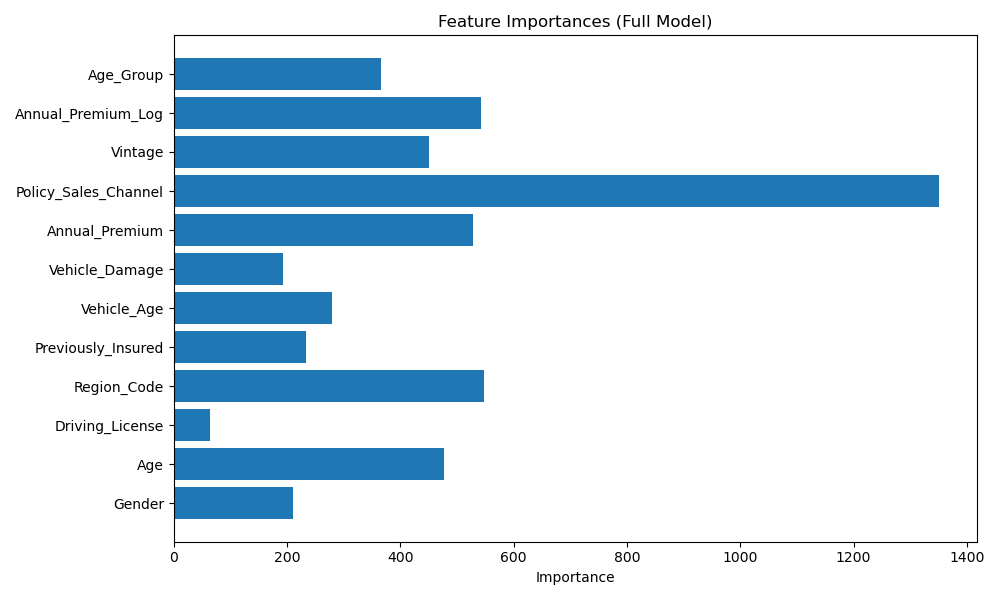 Feature Importances (Full Model)
Age_Group
Annual_Premium_Log
Vintage
Policy_Sales_Channel
Annual_Premium
Vehicle_Damage
Vehicle_Age
Previously_Insured
Region_Code
Driving_License
Age
Gender
0 200 400 600 800 1000 1200 1400
Importance